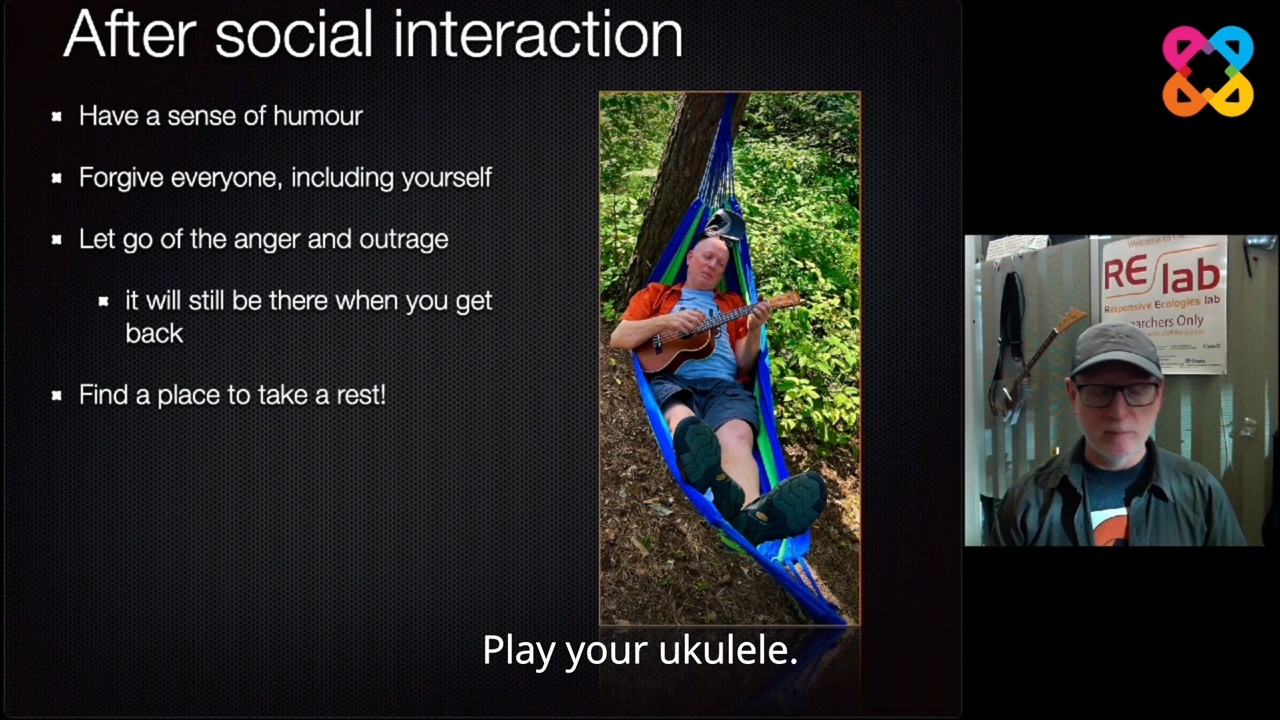 After social interaction
Have a sense of humour
Forgive everyone, including yourself
Let go of the anger and outrage
it will still be there when you get
back
Find a place to take a rest!
Play your ukulele.
Welcome to the
RE lab
Responsive Ecologies lab
Only